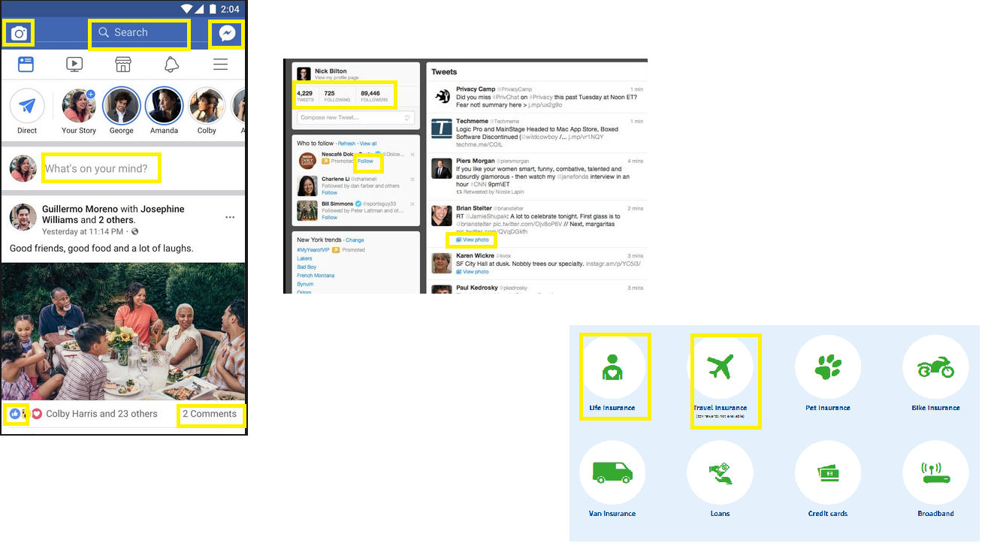 2:04
Search
Direct
Your Story
George
Amanda
Colby
A
What's on your mind?
Guillermo Moreno with Josephine
Williams and 2 others.
Yesterday at 11:14 PM ·
Good friends, good food and a lot of laughs.
Colby Harris and 23 others
2 Comments
Nick Bilton
View my profile page
4,229 725 89,446
TWEETS FOLLOWING FOLLOWERS
Compose new Tweet...
Who to follow · Refresh · View all
Nescafé Dolce Gusto @Dolce...
Promoted Follow
Charlene Li @charleneli
Followed by dan farber and others
Follow
Bill Simmons @sportsguy33
Followed by Peter Lattman and ot...
Follow
New York trends · Change
#MyYearofVIP Promoted
Lakers
Bad Boy
French Montana
Bynum
Odom
Tweets
Privacy Camp @PrivacyCamp 1 min
Did you miss #PrivChat on #Privacy this past Tuesday at Noon ET?
Fear not! summary here > j.mp/ux2g9o
Techmeme @Techmeme 1 min
Logic Pro and MainStage Headed to Mac App Store, Boxed
Software Discontinued (@wildcowboy /... j.mp/vr1NQY
techme.me/COIL
Piers Morgan @piersmorgan 4 mins
If you like your women smart, funny, combative, talented and
absurdly glamorous - then watch my @janefonda interview in an
hour #CNN 9pm\ET
Retweeted by Nicole Lapin
Brian Stelter @brianstelter 2 mins
RT @JamieShupak: A lot to celebrate tonight. First glass is to
@brianstelter pic.twitter.com/Ojv8oP6V // Next, margaritas
pic.twitter.com/QVqDGkfh
View photo
Karen Wickre @kvox 3 mins
SF City Hall at dusk. Nobbly trees our specialty. instagr.am/p/YC5I3/
View photo
Paul Kedrosky @pkedrosky 3 mins
Life Insurance
Travel Insurance
(toy rewards not available)
Pet Insurance
Bike Insurance
Van Insurance
Loans
Credit cards
Broadband